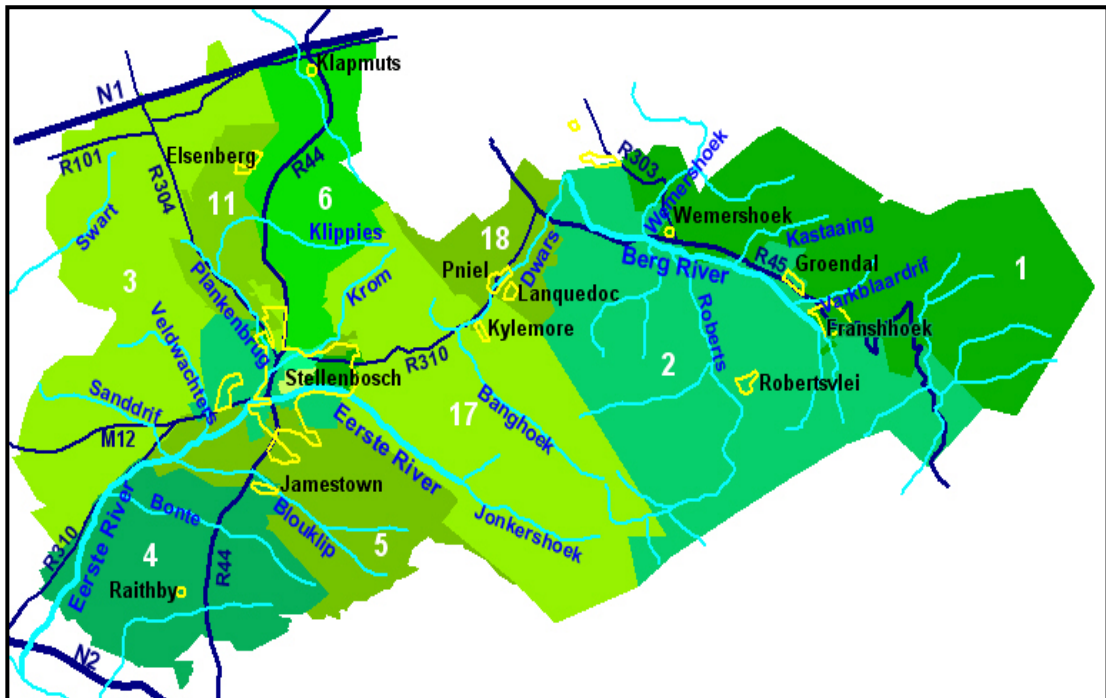 Klapmuts
N1
R101
Elsenberg
R304
R44
6
11
Klippies
Swart
3
Plankenbrug
Krom
Veldwachters
Sanddrif
M12
Stellenbosch
R310
Eerste River
Jamestown
Blouklip
5
Bonte
4
R310
Eerste River
R44
Raithby
N2
18
Pniel
Dwars
Lanquedoc
Kylemore
17
Banghoek
Jonkershoek
R303
Wemershoek
Wemershoek
Berg River
Kastaaing
R45
Groendal
1
Varkblaardrif
Franshhoek
2
Roberts
Robertsvlei